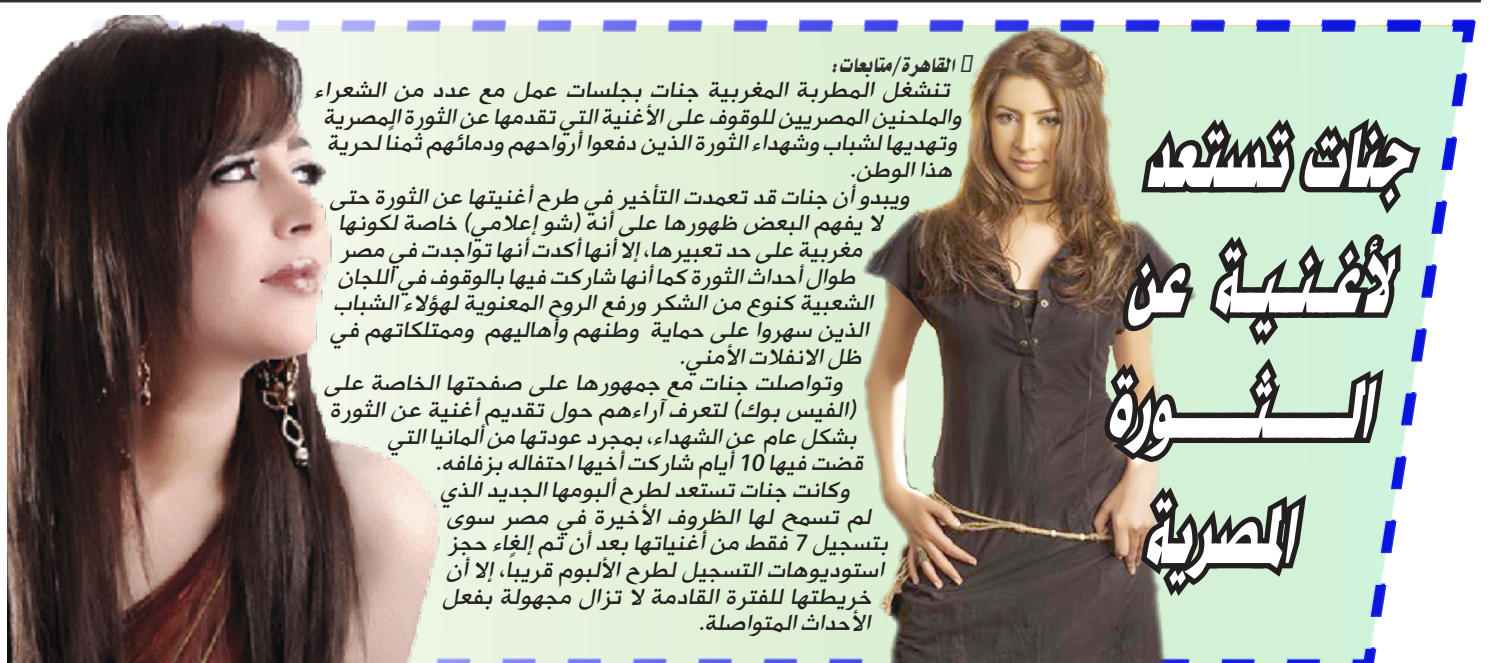 جنات تستعد
لأغنية عن
الثورة
المصرية
القاهرة/متابعات:
تنشغل المطربة المغربية جنات بجلسات عمل مع عدد من الشعراء
والملحنين المصريين للوقوف على الأغنية التي تقدمها عن الثورة المصرية
وتهديها لشباب وشهداء الثورة الذين دفعوا أرواحهم ودمائهم ثمناً لحرية
هذا الوطن.
ويبدو أن جنات قد تعمدت التأخير في طرح أغنيتها عن الثورة حتى
لا يفهم البعض ظهورها على أنه (شو إعلامي) خاصة لكونها
مغربية على حد تعبيرها، إلا أنها أكدت أنها تواجدت في مصر
طوال أحداث الثورة كما أنها شاركت فيها بالوقوف في اللجان
الشعبية كنوع من الشكر ورفع الروح المعنوية لهؤلاء الشباب
الذين سهروا على حماية وطنهم وأهاليهم وممتلكاتهم في
ظل الانفلات الأمني.
وتواصلت جنات مع جمهورها على صفحتها الخاصة على
(الفيس بوك) لتعرف آراءهم حول تقديم أغنية عن الثورة
بشكل عام عن الشهداء، بمجرد عودتها من ألمانيا التي
قضت فيها 10 أيام شاركت أخيها احتفاله بزفافه.
وكانت جنات تستعد لطرح ألبومها الجديد الذي
لم تسمح لها الظروف الأخيرة في مصر سوى
بتسجيل 7 فقط من أغنياتها بعد أن تم إلغاء حجز
استوديوهات التسجيل لطرح الألبوم قريباً، إلا أن
خريطتها للفترة القادمة لا تزال مجهولة بفعل
الأحداث المتواصلة.